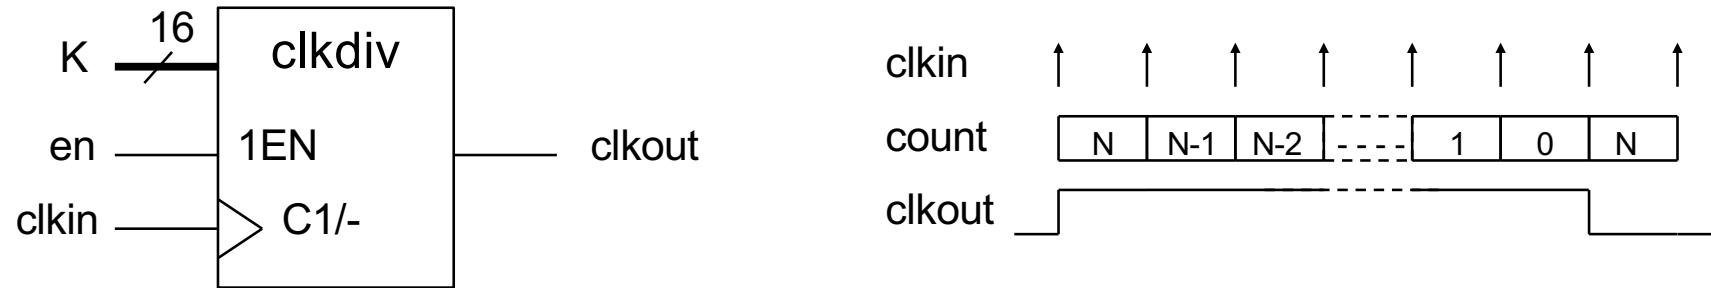 16
K
clkdiv
en
1EN
clkout
clkin
C1/-
clkin
count
N N-1 N-2 1 0 N
clkout